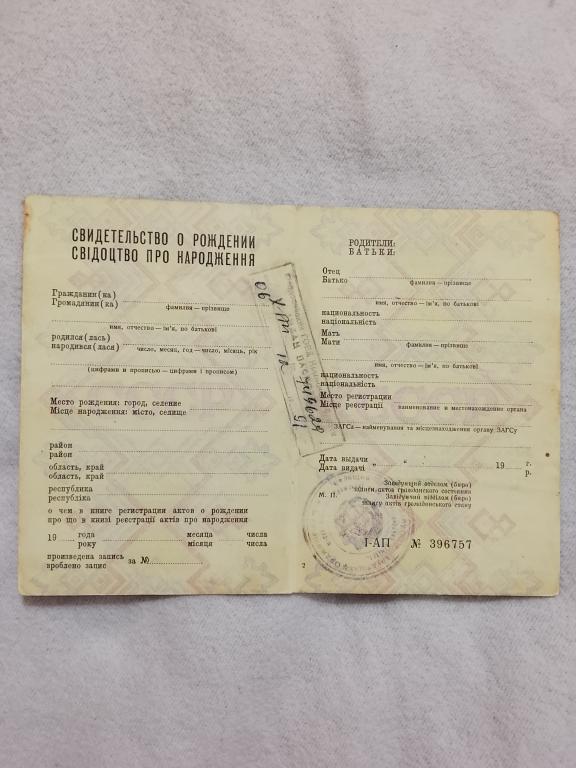 СВИДЕТЕЛЬСТВО О РОЖДЕНИИ
СВІДОЦТВО ПРО НАРОДЖЕННЯ
Гражданин(ка)
Громадянин(ка)
фамилия — прізвище
имя, отчество — ім'я, по батькові
родился(лась)
народився(лася)
число, месяц, год — число, місяць, рік
(цифрами и прописью — цифрами і прописом)
Место рождения: город, селение
Місце народження: місто, селище
район
район
область, край
область, край
республика
республіка
о чем в книге регистрации актов о рождении
про що в книзі реєстрації актів про народження
19 года месяца числа
року місяця числа
произведена запись
вроблено запис за №
РОДИТЕЛИ:
БАТЬКИ:
Отец
Батько
фамилия — прізвище
имя, отчество — ім'я, по батькові
национальность
національність
Мать
Мати
фамилия — прізвище
имя, отчество — ім'я, по батькові
национальность
національність
Место регистрации
Місце реєстрації
наименование и местонахождение органа
ЗАГСа — найменування та місцезнаходження органу ЗАГСу
Дата выдачи
Дата видачі " " 19 г.
р.
Заведующий отделом (бюро)
записи актов гражданского состояния
М. П.
Завідуючий відділом (бюро)
запису актів громадянського стану
I-АП № 396757
2